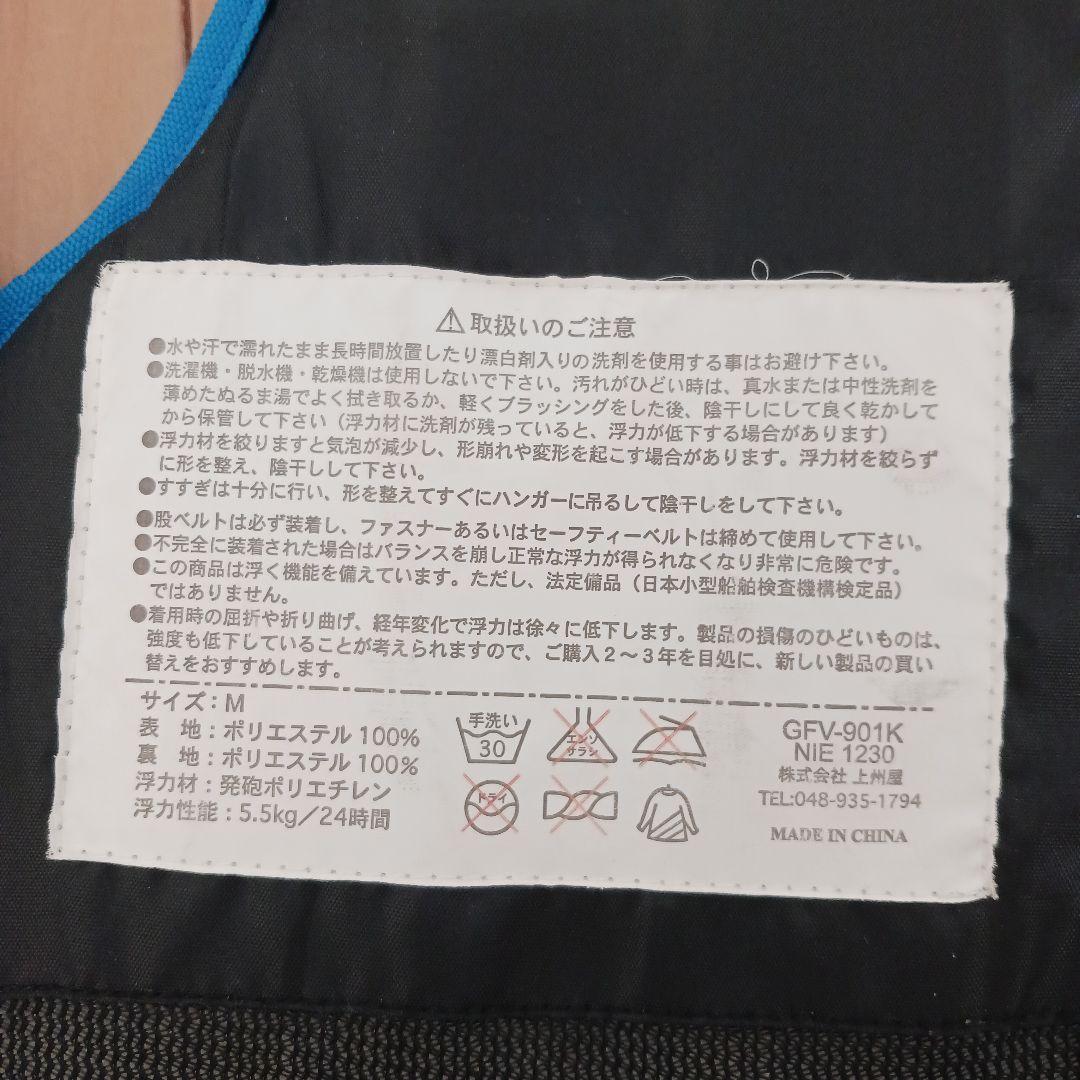 ⚠取扱いのご注意
●水や汗で濡れたまま長時間放置したり漂白剤入りの洗剤を使用する事はお避け下さい。
●洗濯機・脱水機・乾燥機は使用しないで下さい。汚れがひどい時は、真水または中性洗剤を
薄めたぬるま湯でよく拭き取るか、軽くブラッシングをした後、陰干しにして良く乾かして
から保管して下さい（浮力材に洗剤が残っていると、浮力が低下する場合があります）
●浮力材を絞りますと気泡が減少し、形崩れや変形を起こす場合があります。浮力材を絞らず
に形を整え、陰干しして下さい。
●すすぎは十分に行い、形を整えてすぐにハンガーに吊るして陰干しをして下さい。
●股ベルトは必ず装着し、ファスナーあるいはセーフティーベルトは締めて使用して下さい。
●不完全に装着された場合はバランスを崩し正常な浮力が得られなくなり非常に危険です。
●この商品は浮く機能を備えています。ただし、法定備品（日本小型船舶検査機構検定品）
ではありません。
●着用時の屈折や折り曲げ、経年変化で浮力は徐々に低下します。製品の損傷のひどいものは、
強度も低下していることが考えられますので、ご購入２～３年を目処に、新しい製品の買い
替えをおすすめします。
サイズ：M
表　地：ポリエステル 100%
裏　地：ポリエステル 100%
浮力材：発砲ポリエチレン
浮力性能：5.5kg／24時間
手洗い
30
エンソ
サラシ
ドライ
GFV-901K
NIE 1230
株式会社 上州屋
TEL:048-935-1794
MADE IN CHINA